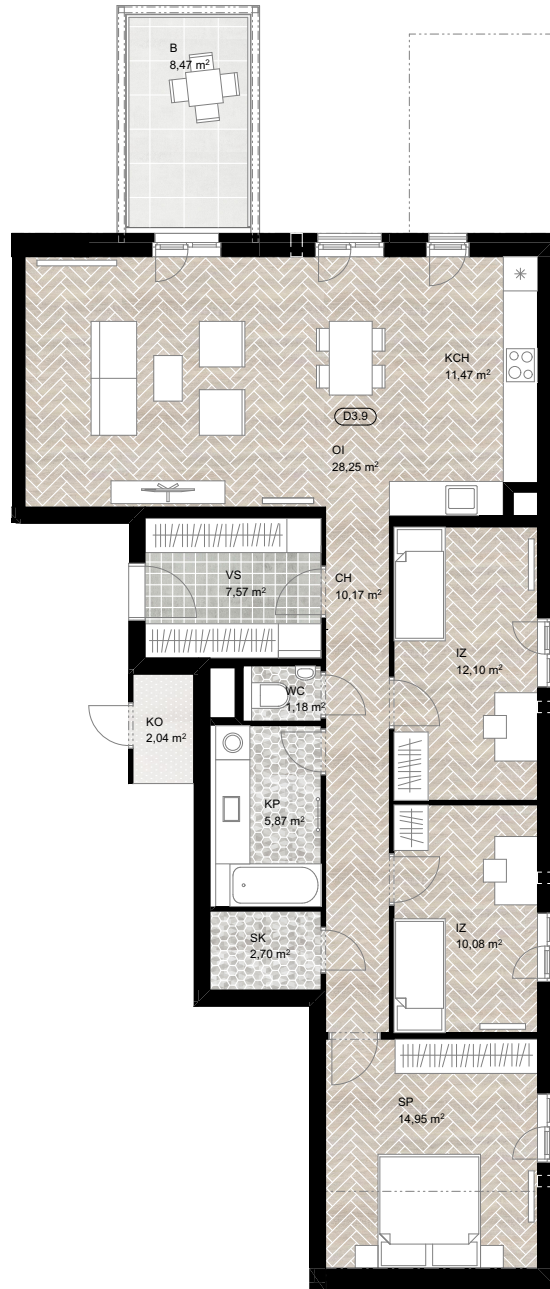 B
8,47 m²
KCH
11,47 m²
D3.9
OI
28,25 m²
VS
7,57 m²
CH
10,17 m²
IZ
12,10 m²
WC
1,18 m²
KO
2,04 m²
KP
5,87 m²
IZ
10,08 m²
SK
2,70 m²
SP
14,95 m²